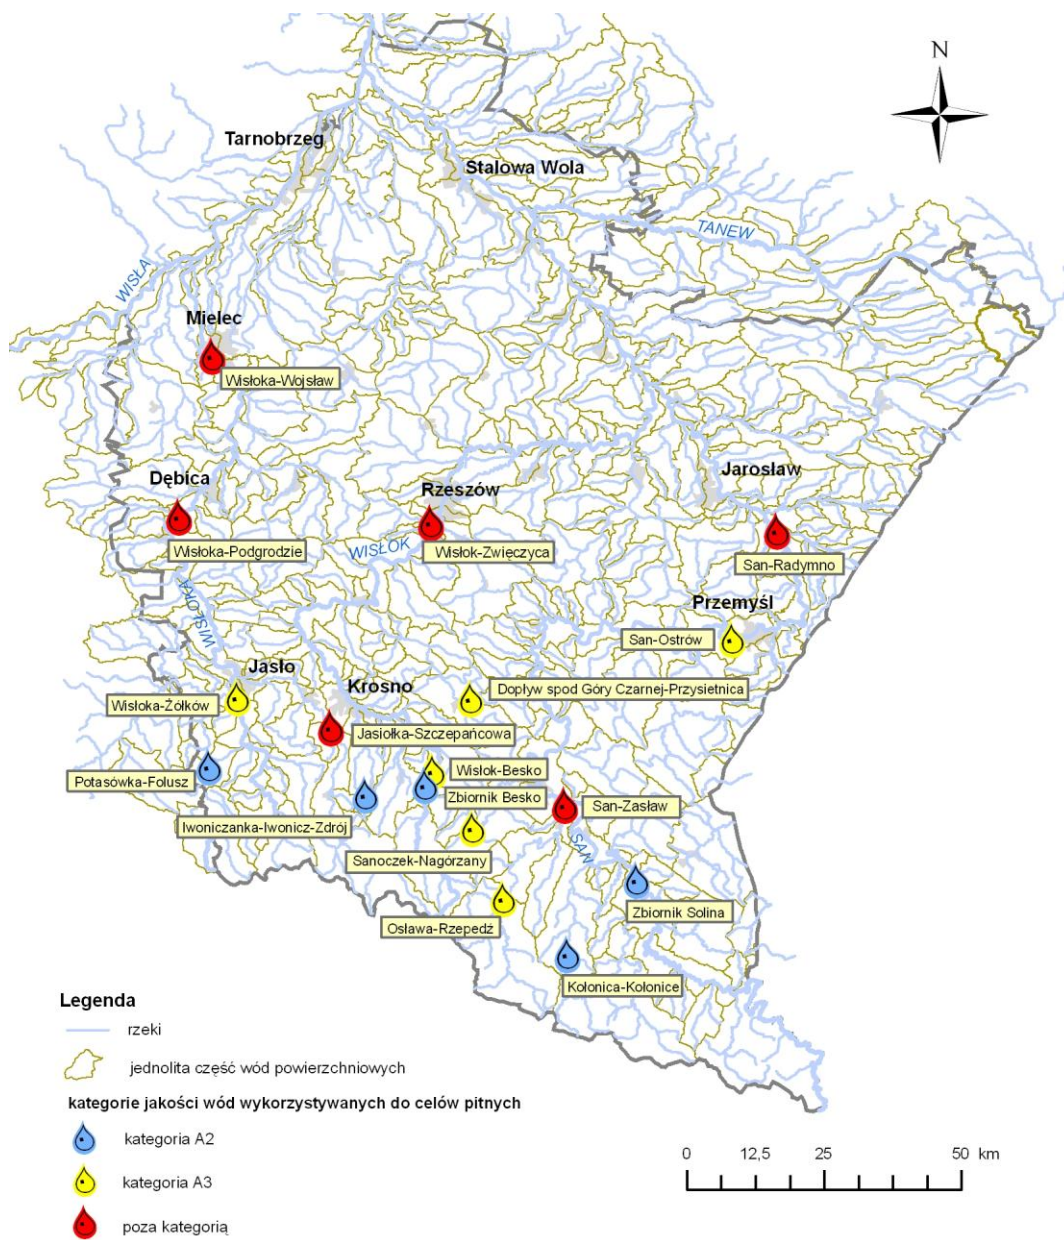 N
Tarnobrzeg
Stalowa Wola
TANEW
WISŁA
Mielec
Wisłoka-Wojsław
Dębica
Jarosław
Rzeszów
Wisłoka-Podgrodzie
WISŁOK
Wisłok-Zwięczyca
San-Radymno
WISŁOKA
Przemyśl
San-Ostrów
Jasło
Krosno
Dopływ spod Góry Czarnej-Przysietnica
Wisłoka-Żółków
Jasiołka-Szczepańcowa
Potasówka-Folusz
Wisłok-Besko
Zbiornik Besko
San-Zasław
Iwoniczanka-Iwonicz-Zdrój
SAN
Sanoczek-Nagórzany
Zbiornik Solina
Osława-Rzepedź
Kołonica-Kołonice
Legenda
rzeki
jednolita część wód powierzchniowych
kategorie jakości wód wykorzystywanych do celów pitnych
kategoria A2
kategoria A3
poza kategorią
0 12,5 25 50 km